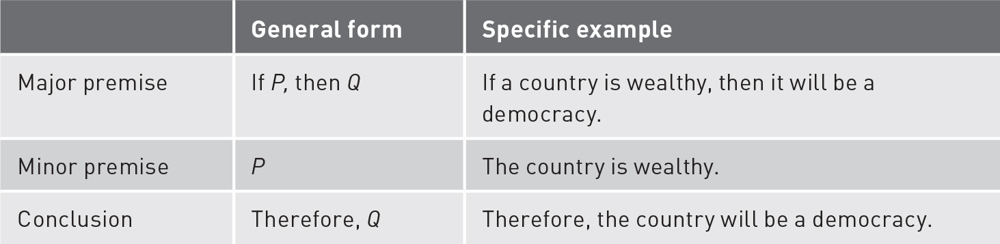 General form Specific example
Major premise If P, then Q If a country is wealthy, then it will be a
democracy.
Minor premise P The country is wealthy.
Conclusion Therefore, Q Therefore, the country will be a democracy.